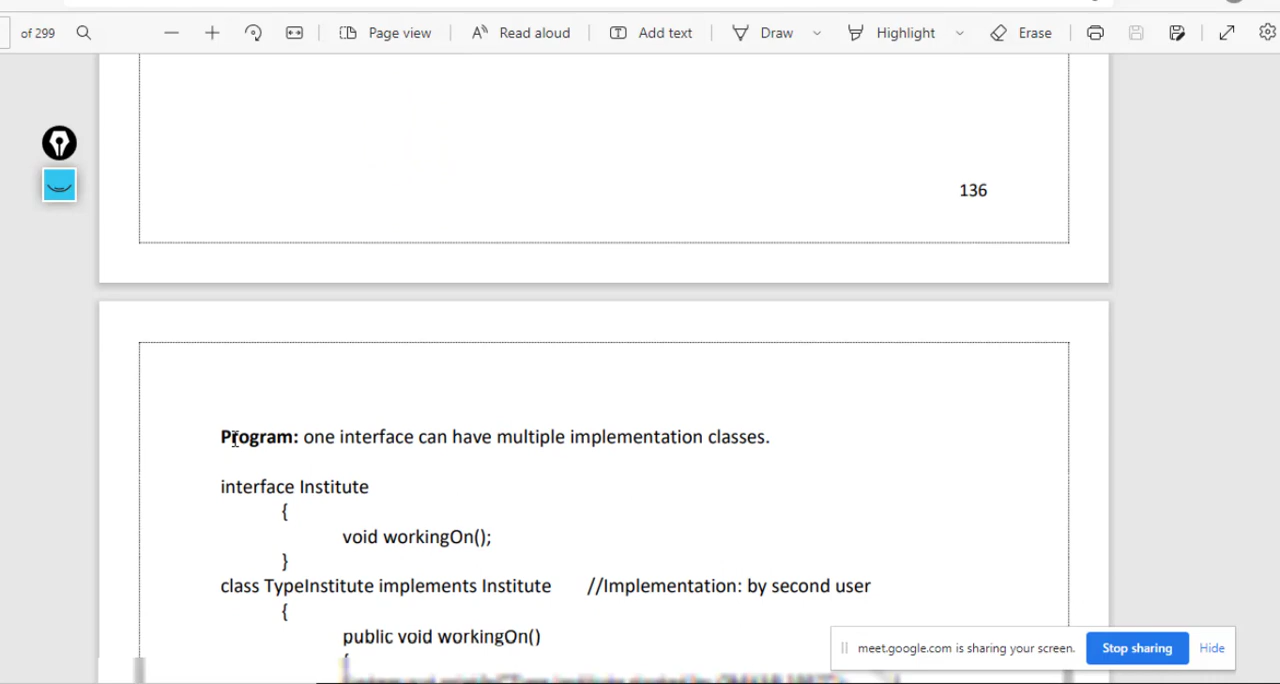 of 299 Page view Read aloud Add text Draw Highlight Erase
136
Program: one interface can have multiple implementation classes.
interface Institute
{
void workingOn();
}
class TypeInstitute implements Institute //Implementation: by second user
{
public void workingOn()
{
meet.google.com is sharing your screen. Stop sharing Hide